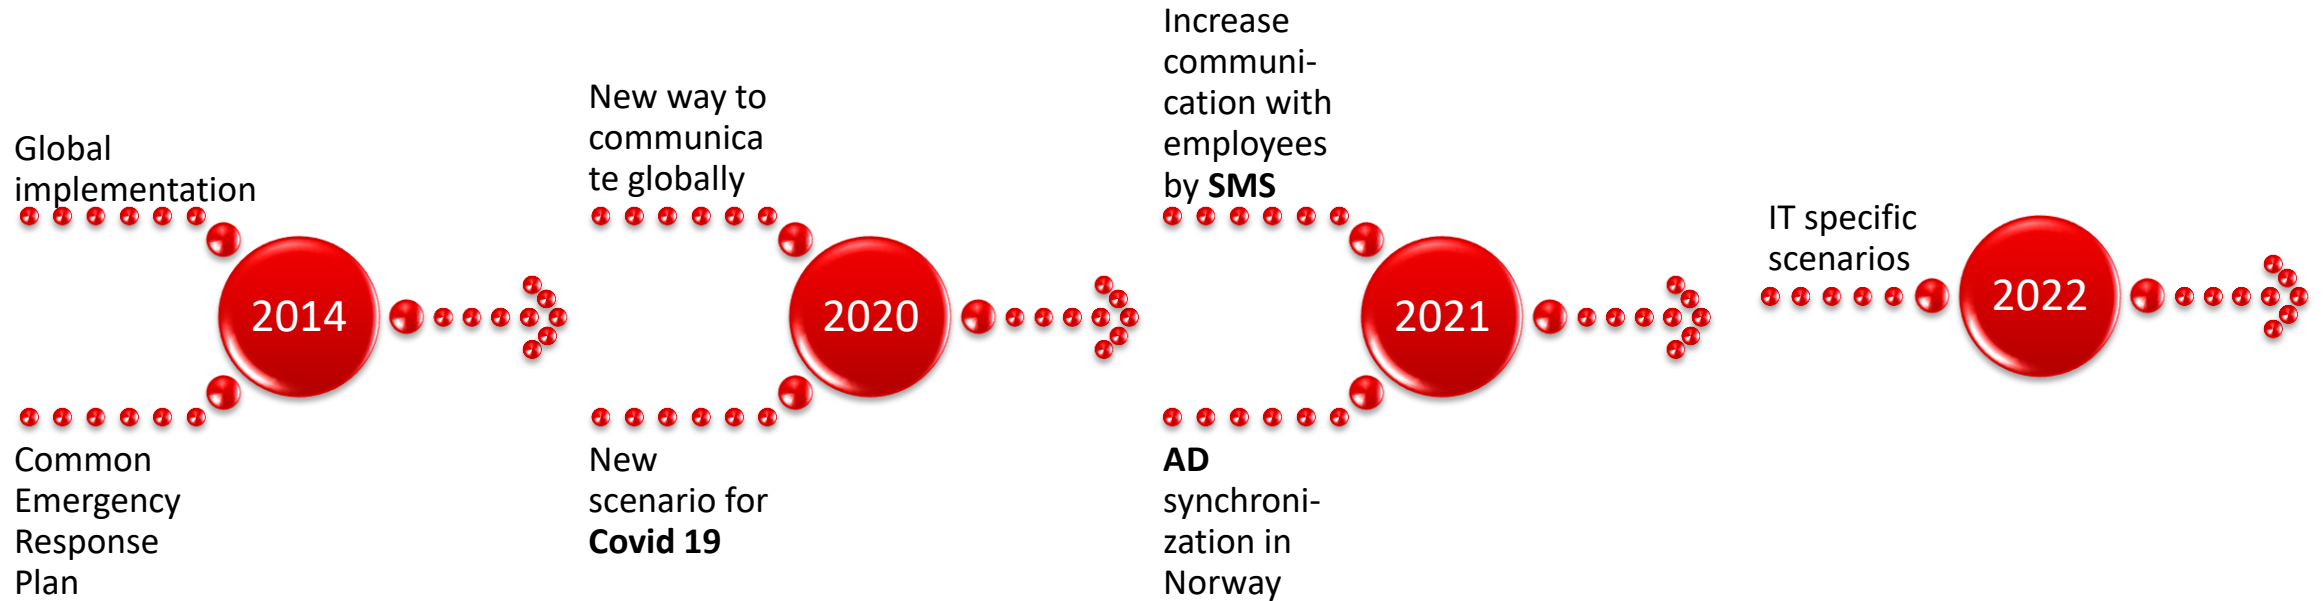 Global
implementation
2014
Common
Emergency
Response
Plan
New way to
communica
te globally
2020
New
scenario for
Covid 19
Increase
communi-
cation with
employees
by SMS
2021
AD
synchroni-
zation in
Norway
IT specific
scenarios
2022